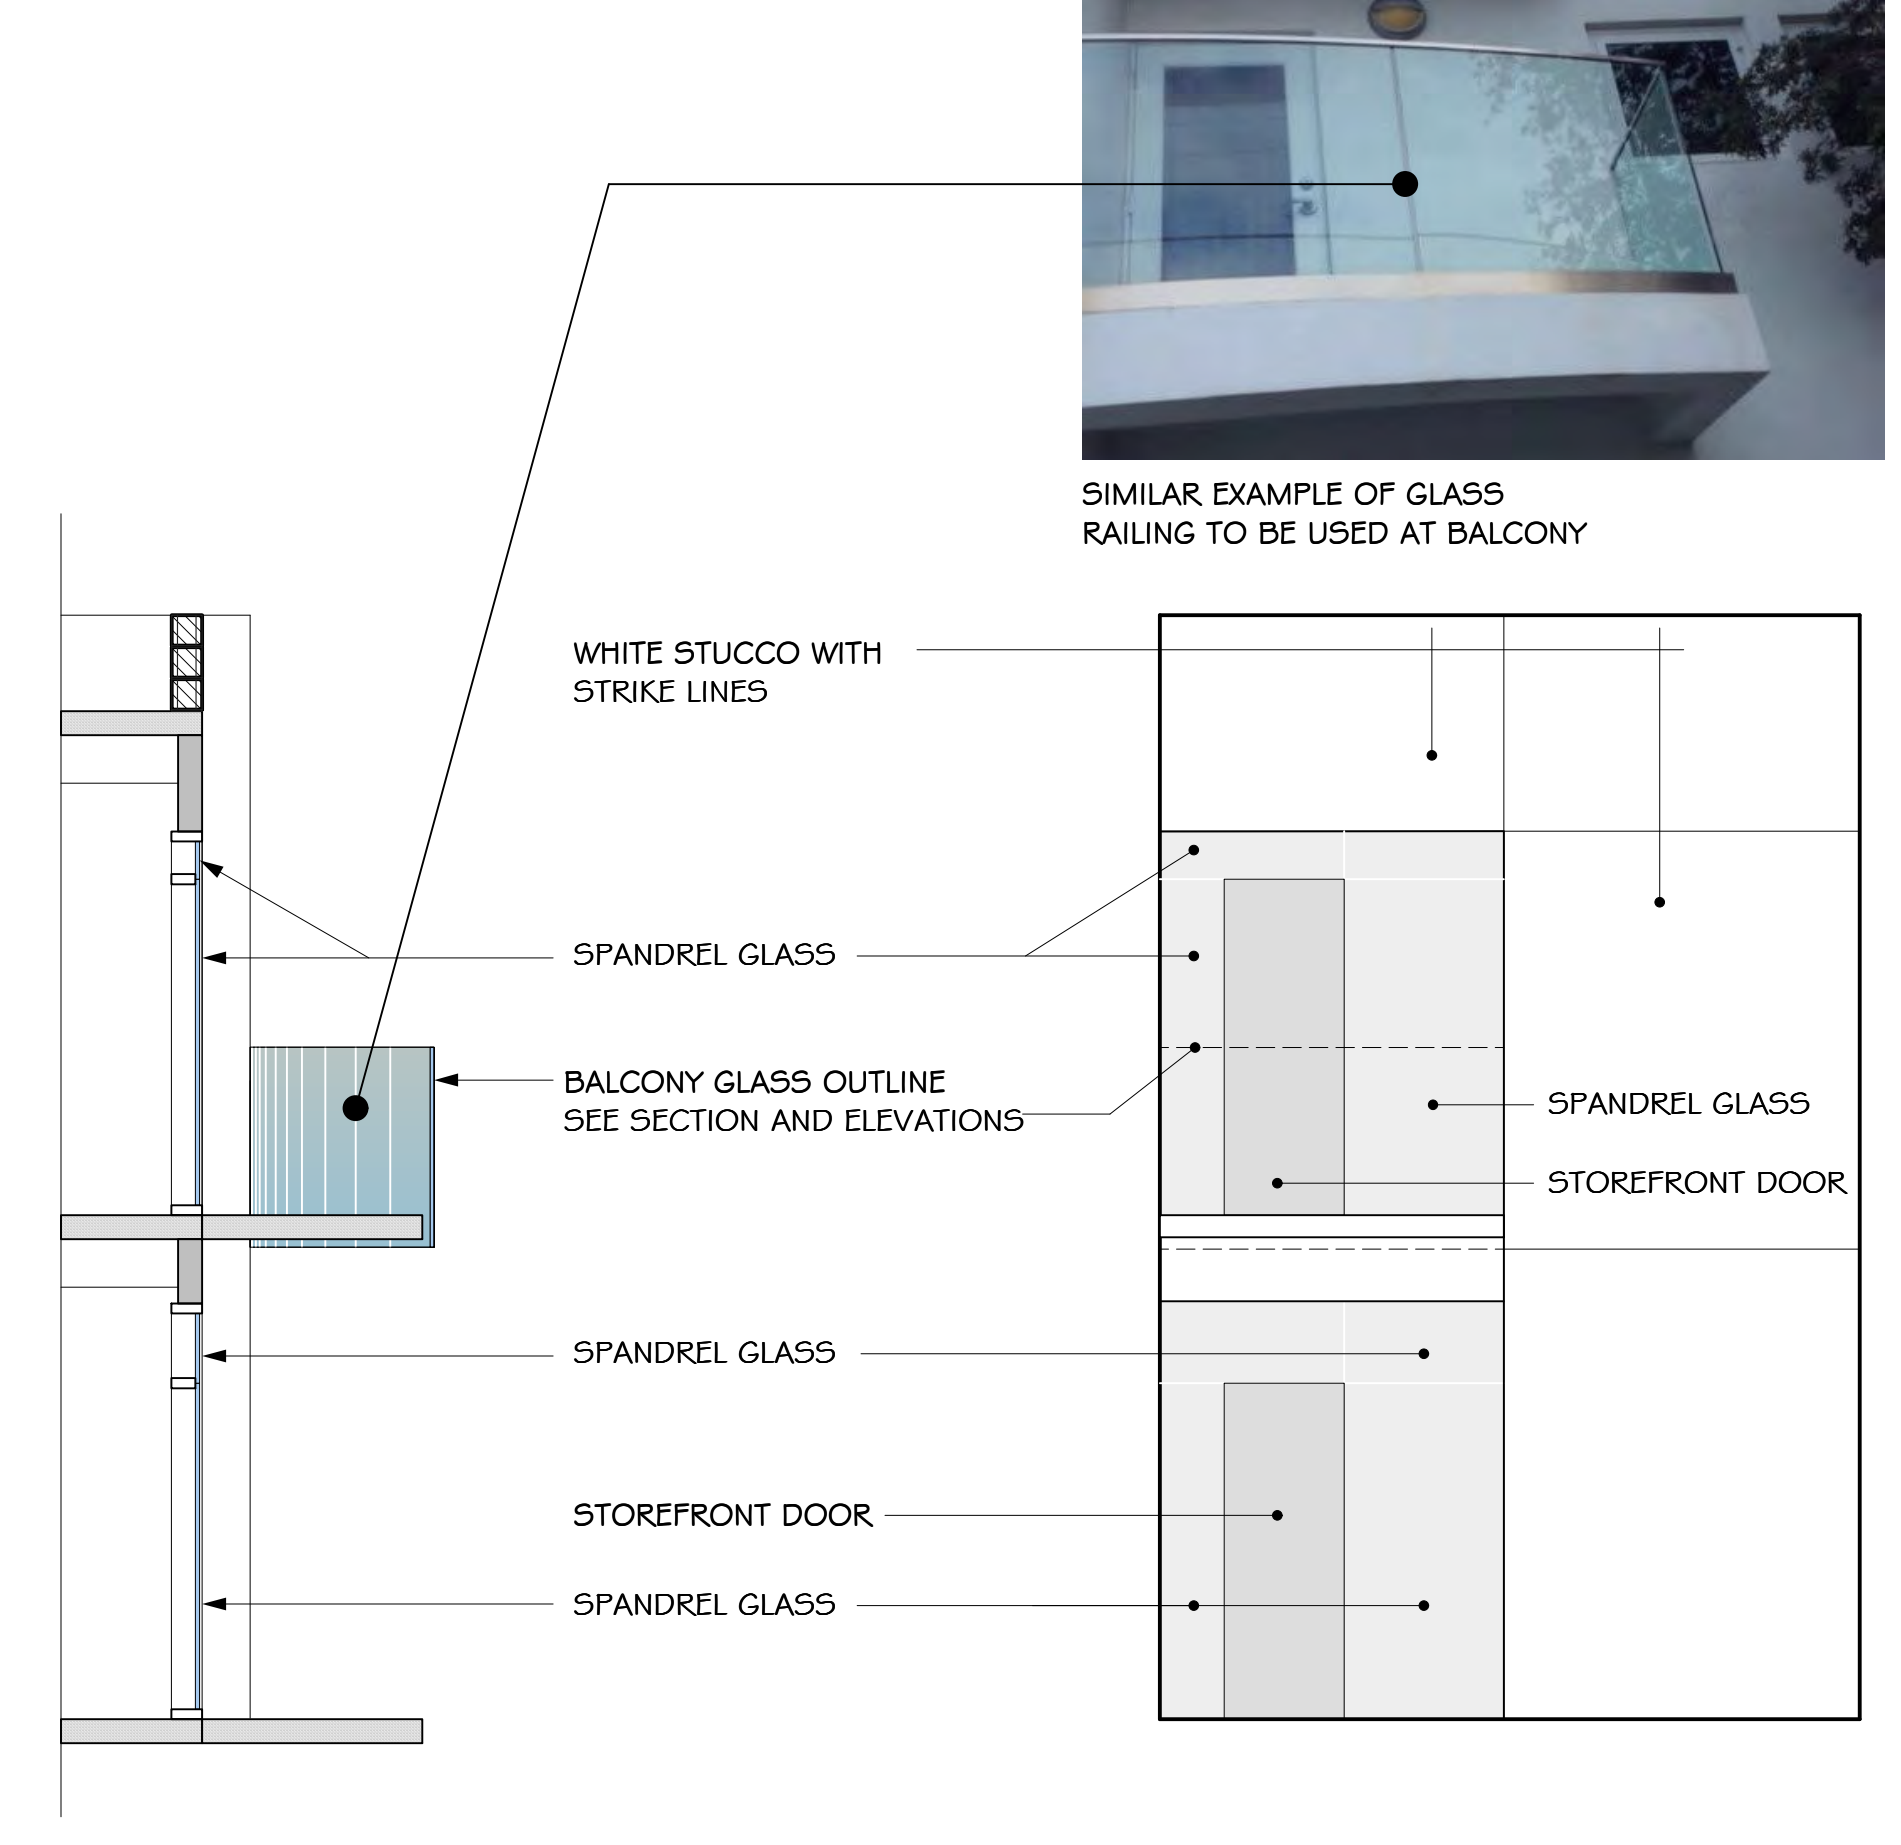 SIMILAR EXAMPLE OF GLASS
RAILING TO BE USED AT BALCONY
WHITE STUCCO WITH
STRIKE LINES
SPANDREL GLASS
BALCONY GLASS OUTLINE
SEE SECTION AND ELEVATIONS
SPANDREL GLASS
STOREFRONT DOOR
SPANDREL GLASS
STOREFRONT DOOR
SPANDREL GLASS